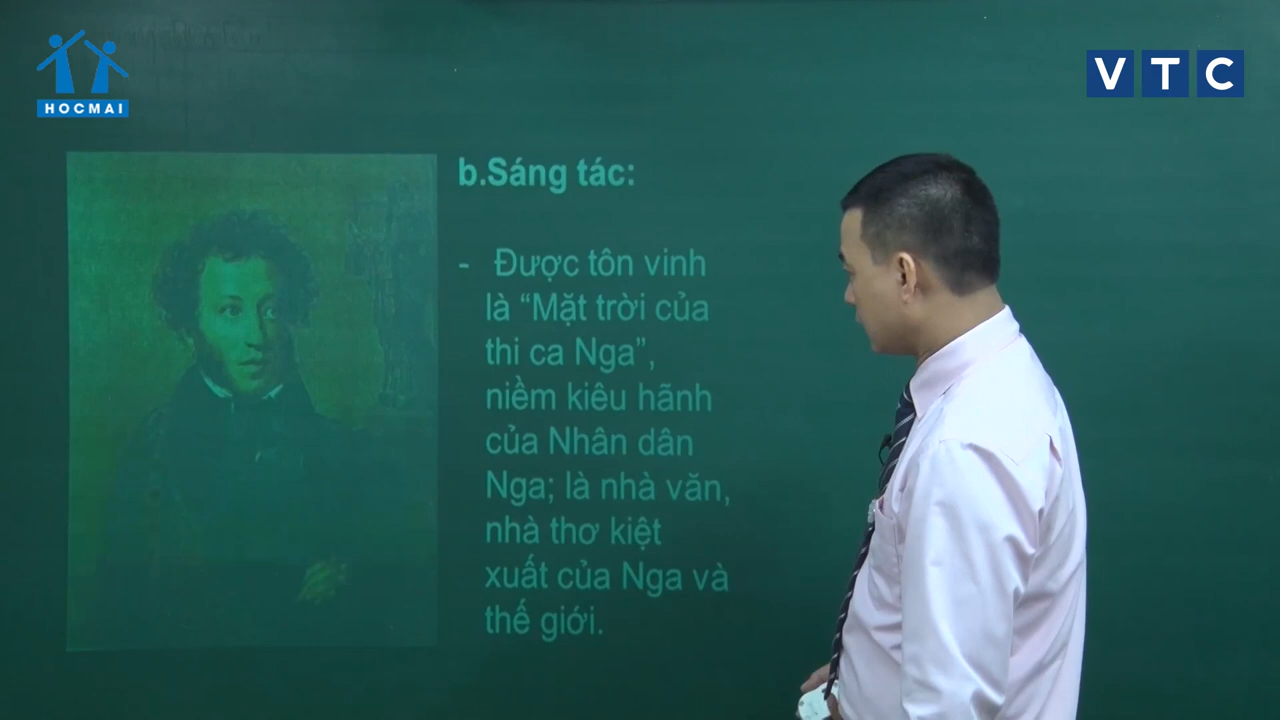 HOCMAI
VTC
b.Sáng tác:
- Được tôn vinh
là “Mặt trời của
thi ca Nga”,
niềm kiêu hãnh
của Nhân dân
Nga; là nhà văn,
nhà thơ kiệt
xuất của Nga và
thế giới.